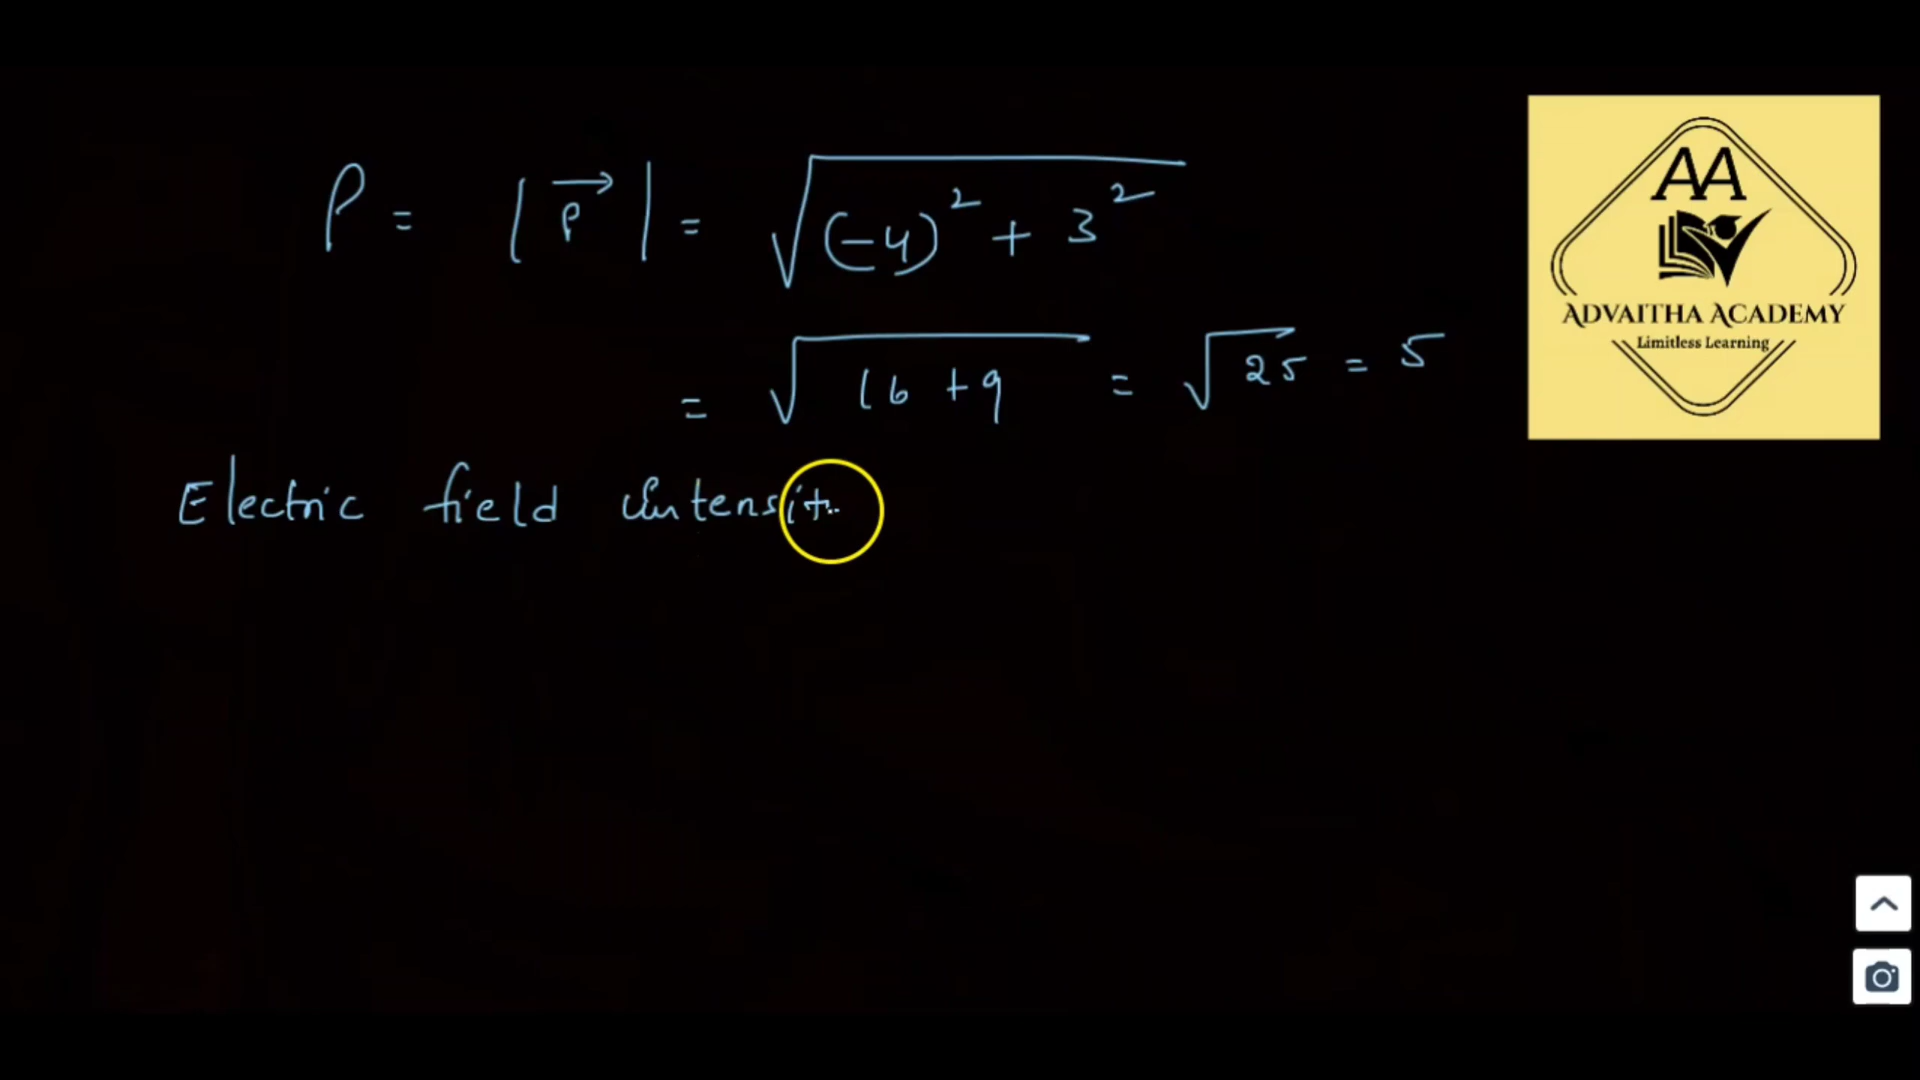 ρ = |ρ⃗| = √((-4)² + 3²)
= √(16 + 9) = √25 = 5
Electric field Intensit
AA
ADVAITHA ACADEMY
Limitless Learning